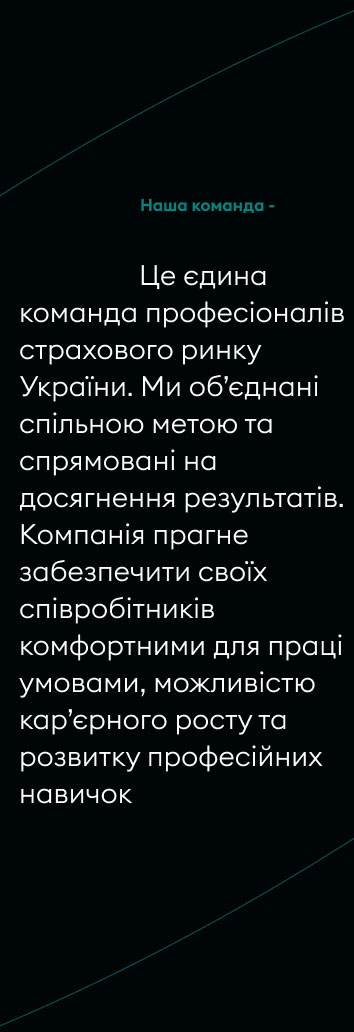 Наша команда -
Це єдина
команда професіоналів
страхового ринку
України. Ми об’єднані
спільною метою та
спрямовані на
досягнення результатів.
Компанія прагне
забезпечити своїх
співробітників
комфортними для праці
умовами, можливістю
кар’єрного росту та
розвитку професійних
навичок